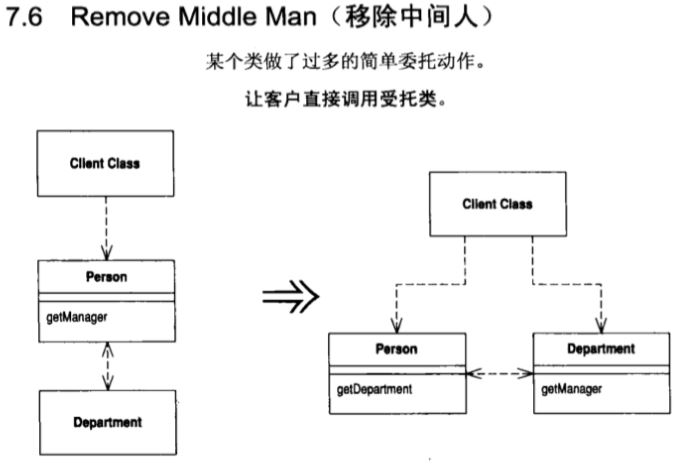 7.6 Remove Middle Man（移除中间人）
某个类做了过多的简单委托动作。
让客户直接调用受托类。
Client Class
Person
getManager
Department
Client Class
Person
getDepartment
Department
getManager